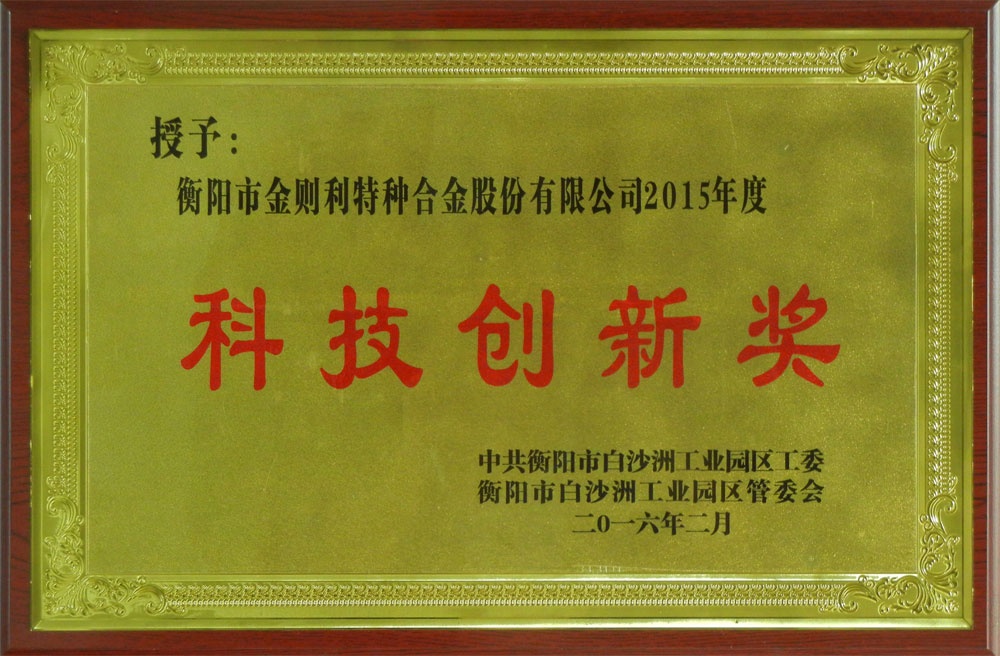 授予：
衡阳市金则利特种合金股份有限公司2015年度
科技创新奖
中共衡阳市白沙洲工业园区工委
衡阳市白沙洲工业园区管委会
二0一六年二月